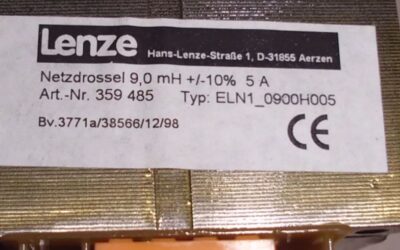 Lenze
Hans-Lenze-Straße 1, D-31855 Aerzen
Netzdrossel 9,0 mH +/-10% 5 A
Art.-Nr. 359 485 Typ: ELN1_0900H005
Bv.3771a/38566/12/98
CE